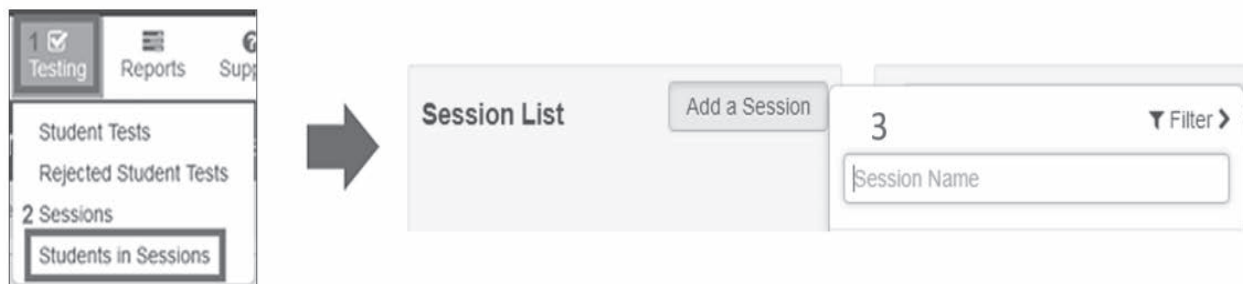 1
Testing Reports Supp
Student Tests
Rejected Student Tests
2 Sessions
Students in Sessions
Session List
Add a Session
3
Filter
Session Name